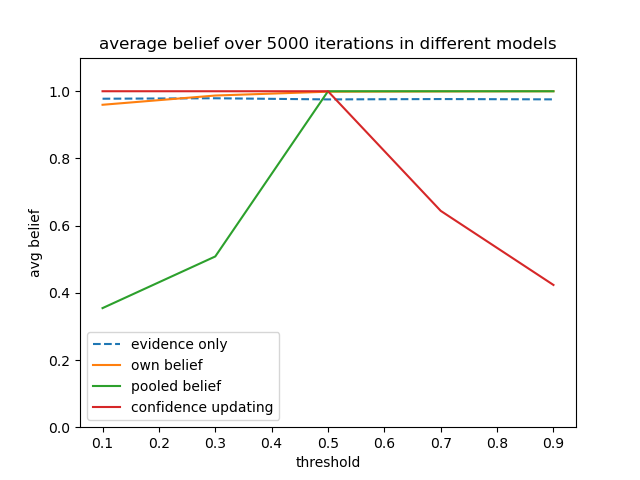 average belief over 5000 iterations in different models
avg belief
1.0
0.8
0.6
0.4
0.2
0.0
evidence only
own belief
pooled belief
confidence updating
0.1 0.2 0.3 0.4 0.5 0.6 0.7 0.8 0.9
threshold